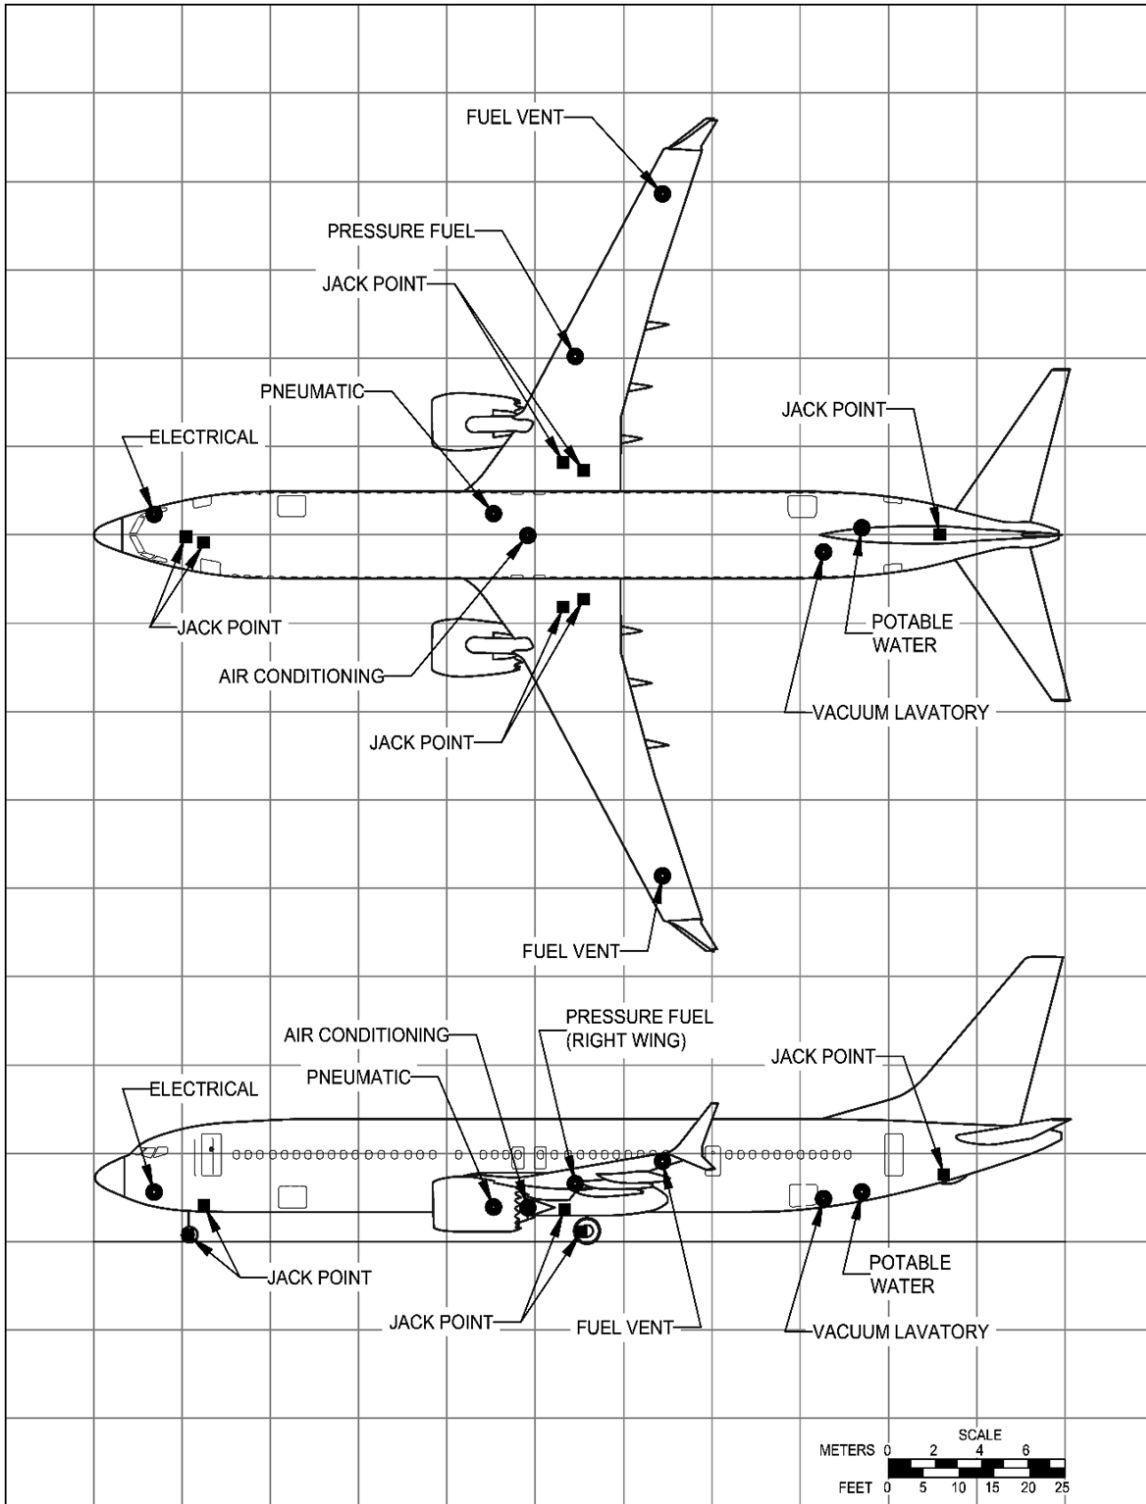 FUEL VENT
PRESSURE FUEL
JACK POINT
PNEUMATIC
JACK POINT
ELECTRICAL
JACK POINT
POTABLE
WATER
AIR CONDITIONING
VACUUM LAVATORY
JACK POINT
FUEL VENT
PRESSURE FUEL
(RIGHT WING)
AIR CONDITIONING
JACK POINT
PNEUMATIC
ELECTRICAL
POTABLE
WATER
JACK POINT
JACK POINT
FUEL VENT
VACUUM LAVATORY
SCALE
METERS 0 2 4 6
FEET 0 5 10 15 20 25